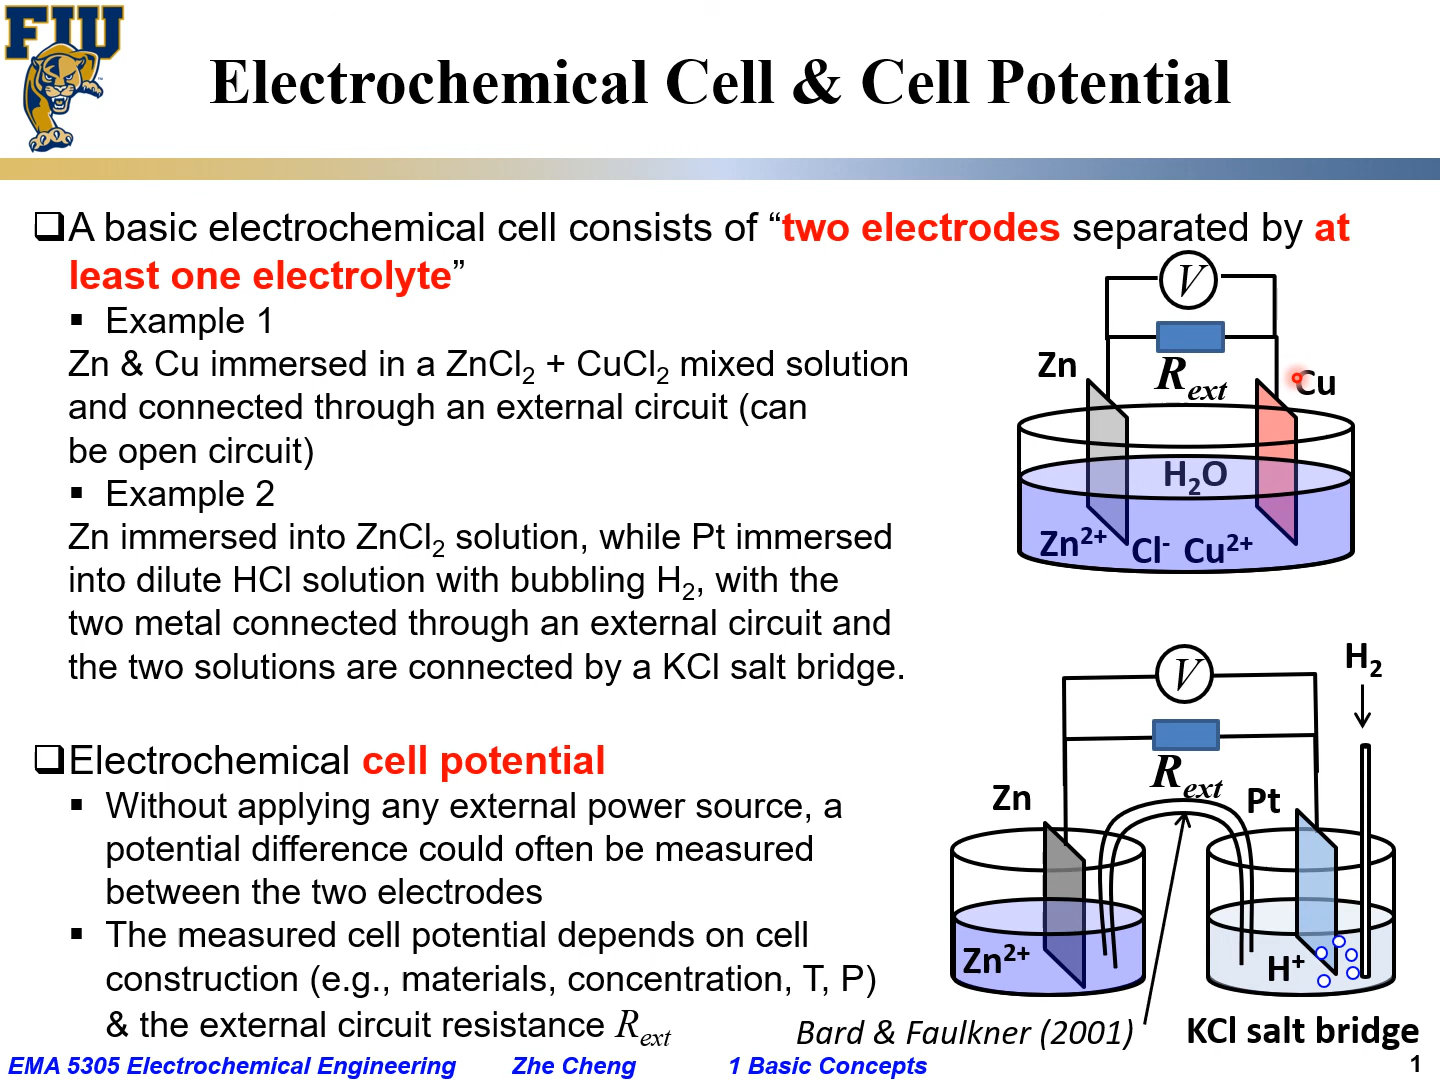 FIU
Electrochemical Cell & Cell Potential
❑A basic electrochemical cell consists of “two electrodes separated by at
least one electrolyte”
▪ Example 1
Zn & Cu immersed in a ZnCl₂ + CuCl₂ mixed solution
and connected through an external circuit (can
be open circuit)
▪ Example 2
Zn immersed into ZnCl₂ solution, while Pt immersed
into dilute HCl solution with bubbling H₂, with the
two metal connected through an external circuit and
the two solutions are connected by a KCl salt bridge.
❑Electrochemical cell potential
▪ Without applying any external power source, a
potential difference could often be measured
between the two electrodes
▪ The measured cell potential depends on cell
construction (e.g., materials, concentration, T, P)
& the external circuit resistance Rext
V
Zn
Rext
Cu
H₂O
Zn²⁺ Cl⁻ Cu²⁺
V
H₂
Rext
Zn
Pt
Zn²⁺
H⁺
Bard & Faulkner (2001)
KCl salt bridge
EMA 5305 Electrochemical Engineering Zhe Cheng 1 Basic Concepts
1